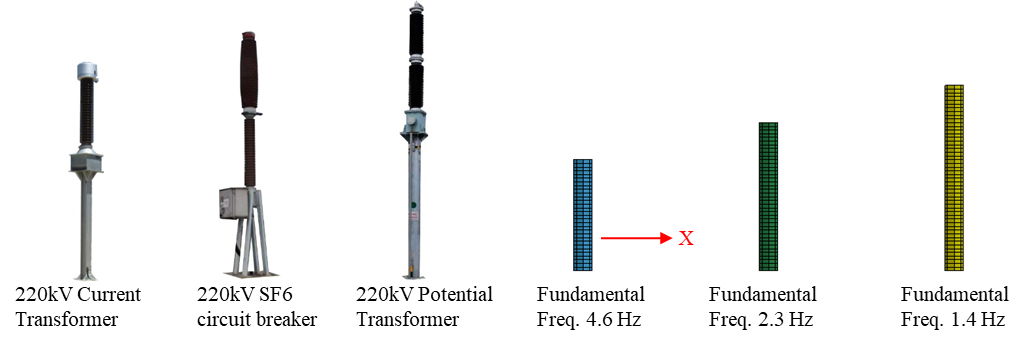 X
220kV Current
Transformer
220kV SF6
circuit breaker
220kV Potential
Transformer
Fundamental
Freq. 4.6 Hz
Fundamental
Freq. 2.3 Hz
Fundamental
Freq. 1.4 Hz